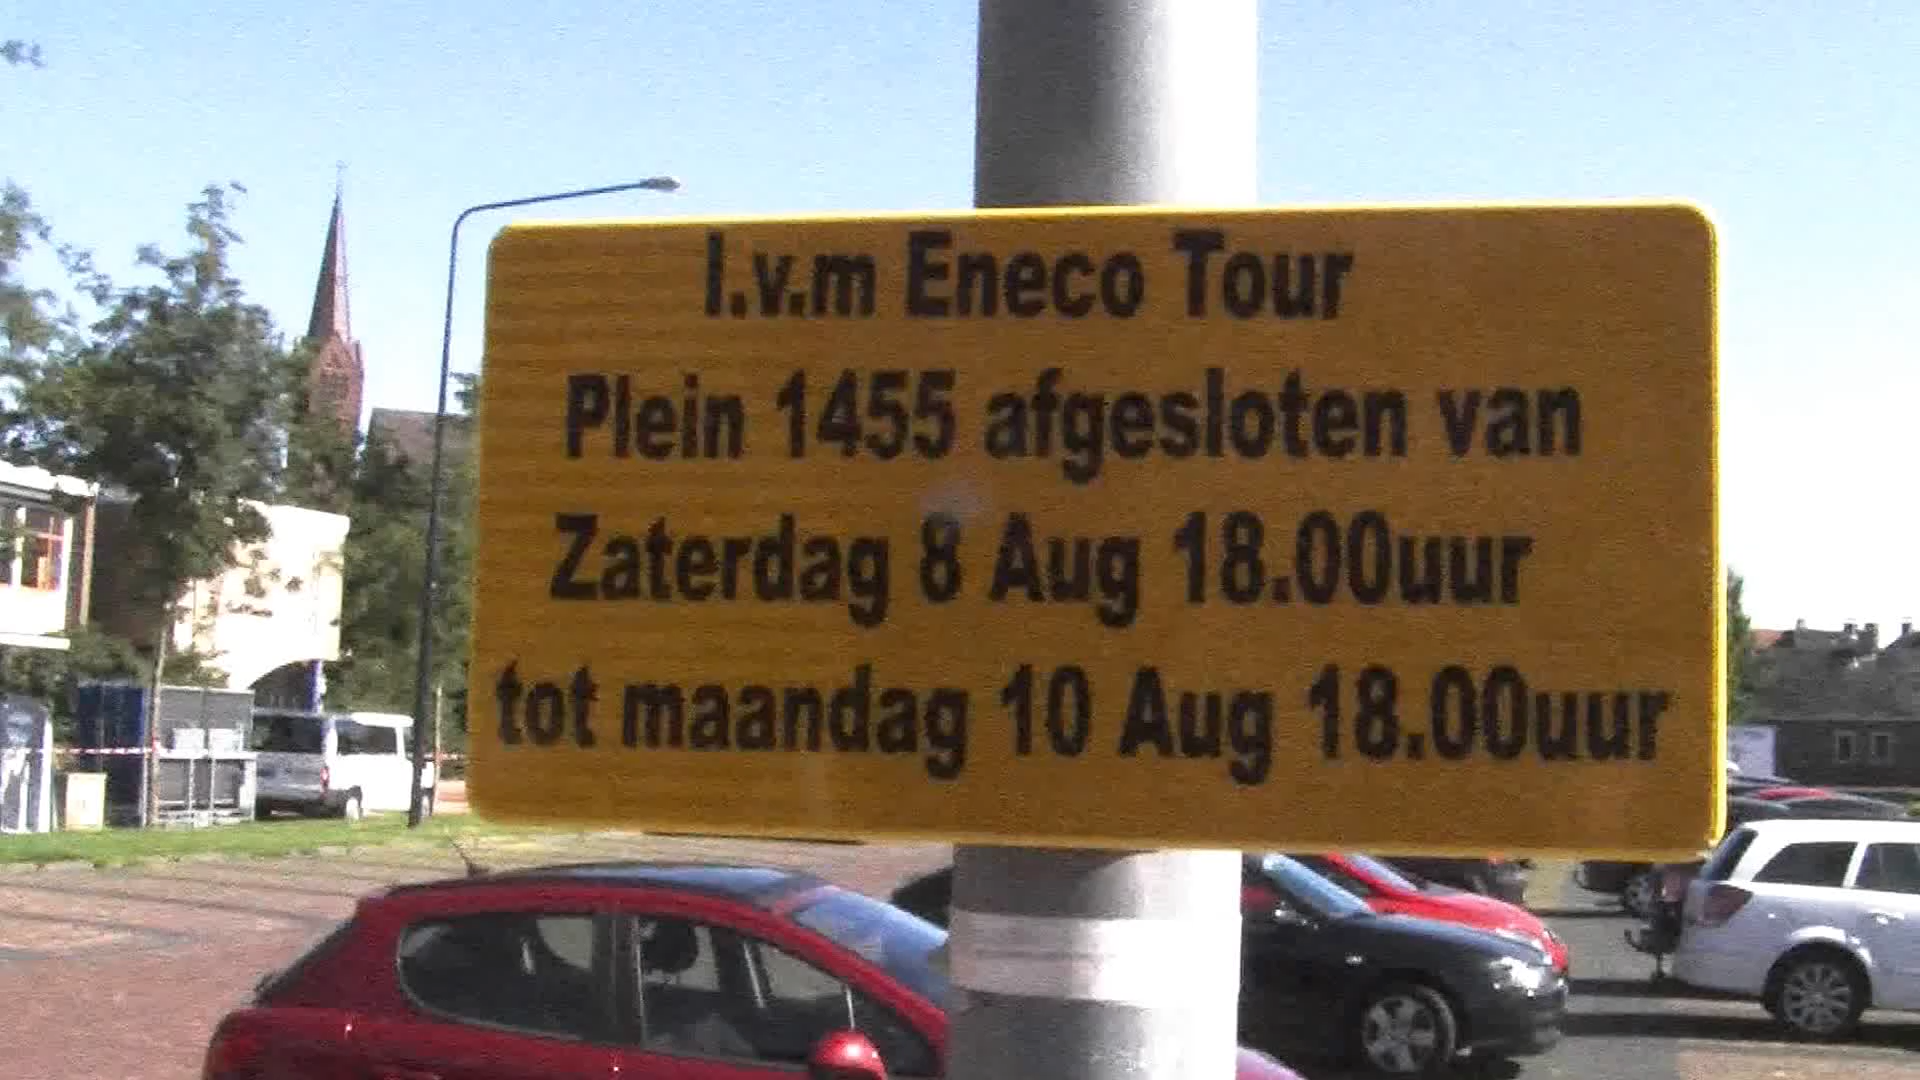 I.v.m Eneco Tour
Plein 1455 afgesloten van
Zaterdag 8 Aug 18.00uur
tot maandag 10 Aug 18.00uur